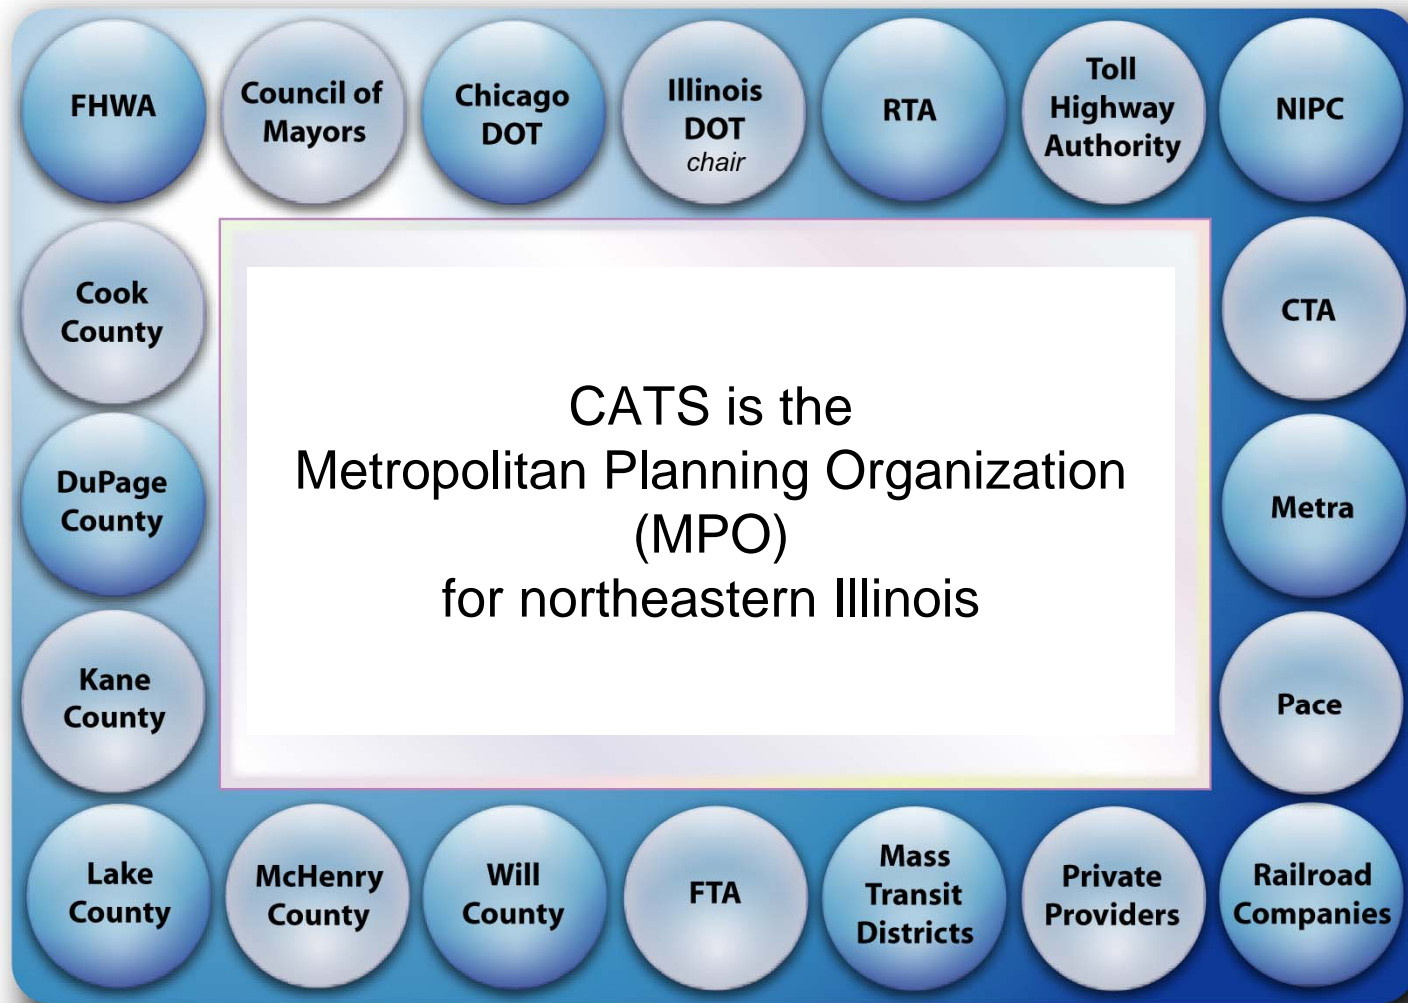 FHWA
Council of
Mayors
Chicago
DOT
Illinois
DOT
chair
RTA
Toll
Highway
Authority
NIPC
Cook
County
CTA
CATS is the
Metropolitan Planning Organization
(MPO)
for northeastern Illinois
DuPage
County
Metra
Kane
County
Pace
Lake
County
McHenry
County
Will
County
FTA
Mass
Transit
Districts
Private
Providers
Railroad
Companies